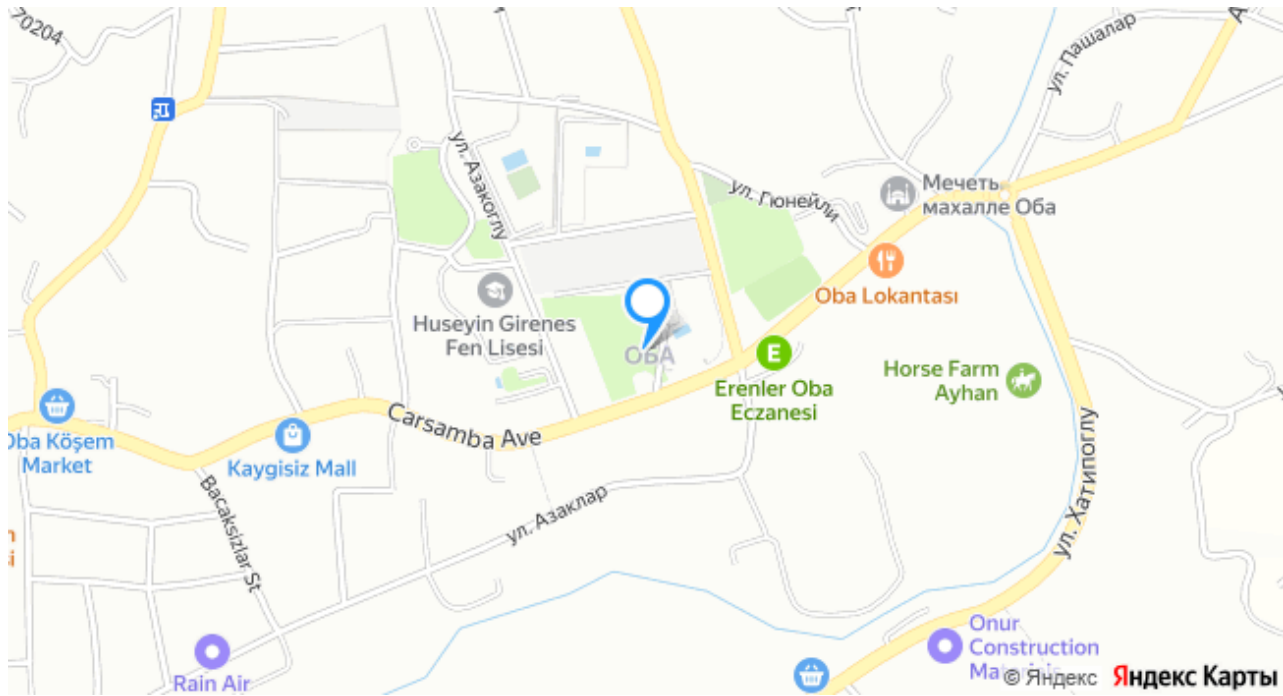 70204
ул. Пашалар
ул. Азакоглу
ул. Гюнейли
Мечеть
махалле Оба
Oba Lokantası
Huseyin Girenes
Fen Lisesi
ОБА
Erenler Oba
Eczanesi
Horse Farm
Ayhan
Carsamba Ave
Oba Köşem
Market
Kaygisiz Mall
Bacaksizlar St
ул. Азаклар
ул. Хатипоглу
Rain Air
Onur
Construction
© Яндекс Яндекс Карты